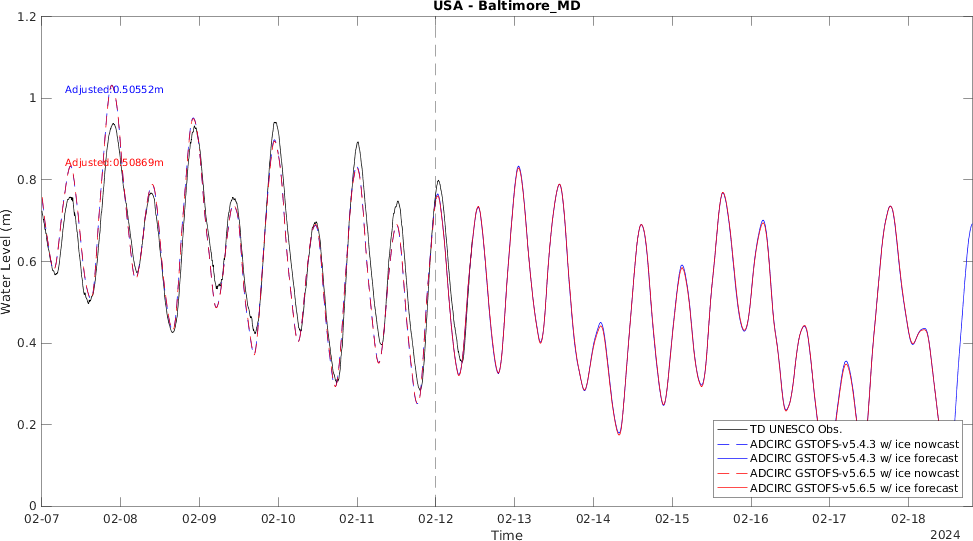 USA - Baltimore_MD
1.2
1
0.8
0.6
0.4
0.2
0
Water Level (m)
Adjusted:0.50552m
Adjusted:0.50869m
TD UNESCO Obs.
ADCIRC GSTOFS-v5.4.3 w/ ice nowcast
ADCIRC GSTOFS-v5.4.3 w/ ice forecast
ADCIRC GSTOFS-v5.6.5 w/ ice nowcast
ADCIRC GSTOFS-v5.6.5 w/ ice forecast
02-07 02-08 02-09 02-10 02-11 02-12 02-13 02-14 02-15 02-16 02-17 02-18
Time
2024